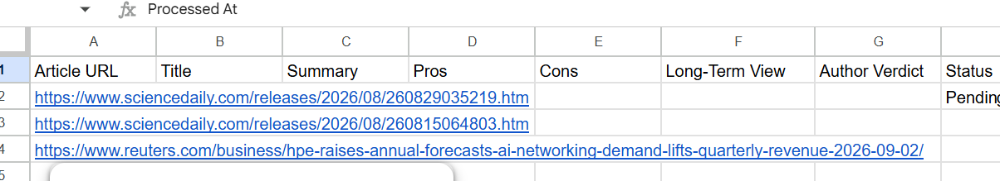 fx Processed At
A B C D E F G
1 Article URL Title Summary Pros Cons Long-Term View Author Verdict Status
2 https://www.sciencedaily.com/releases/2026/08/260829035219.htm Pending
3 https://www.sciencedaily.com/releases/2026/08/260815064803.htm
4 https://www.reuters.com/business/hpe-raises-annual-forecasts-ai-networking-demand-lifts-quarterly-revenue-2026-09-02/
5